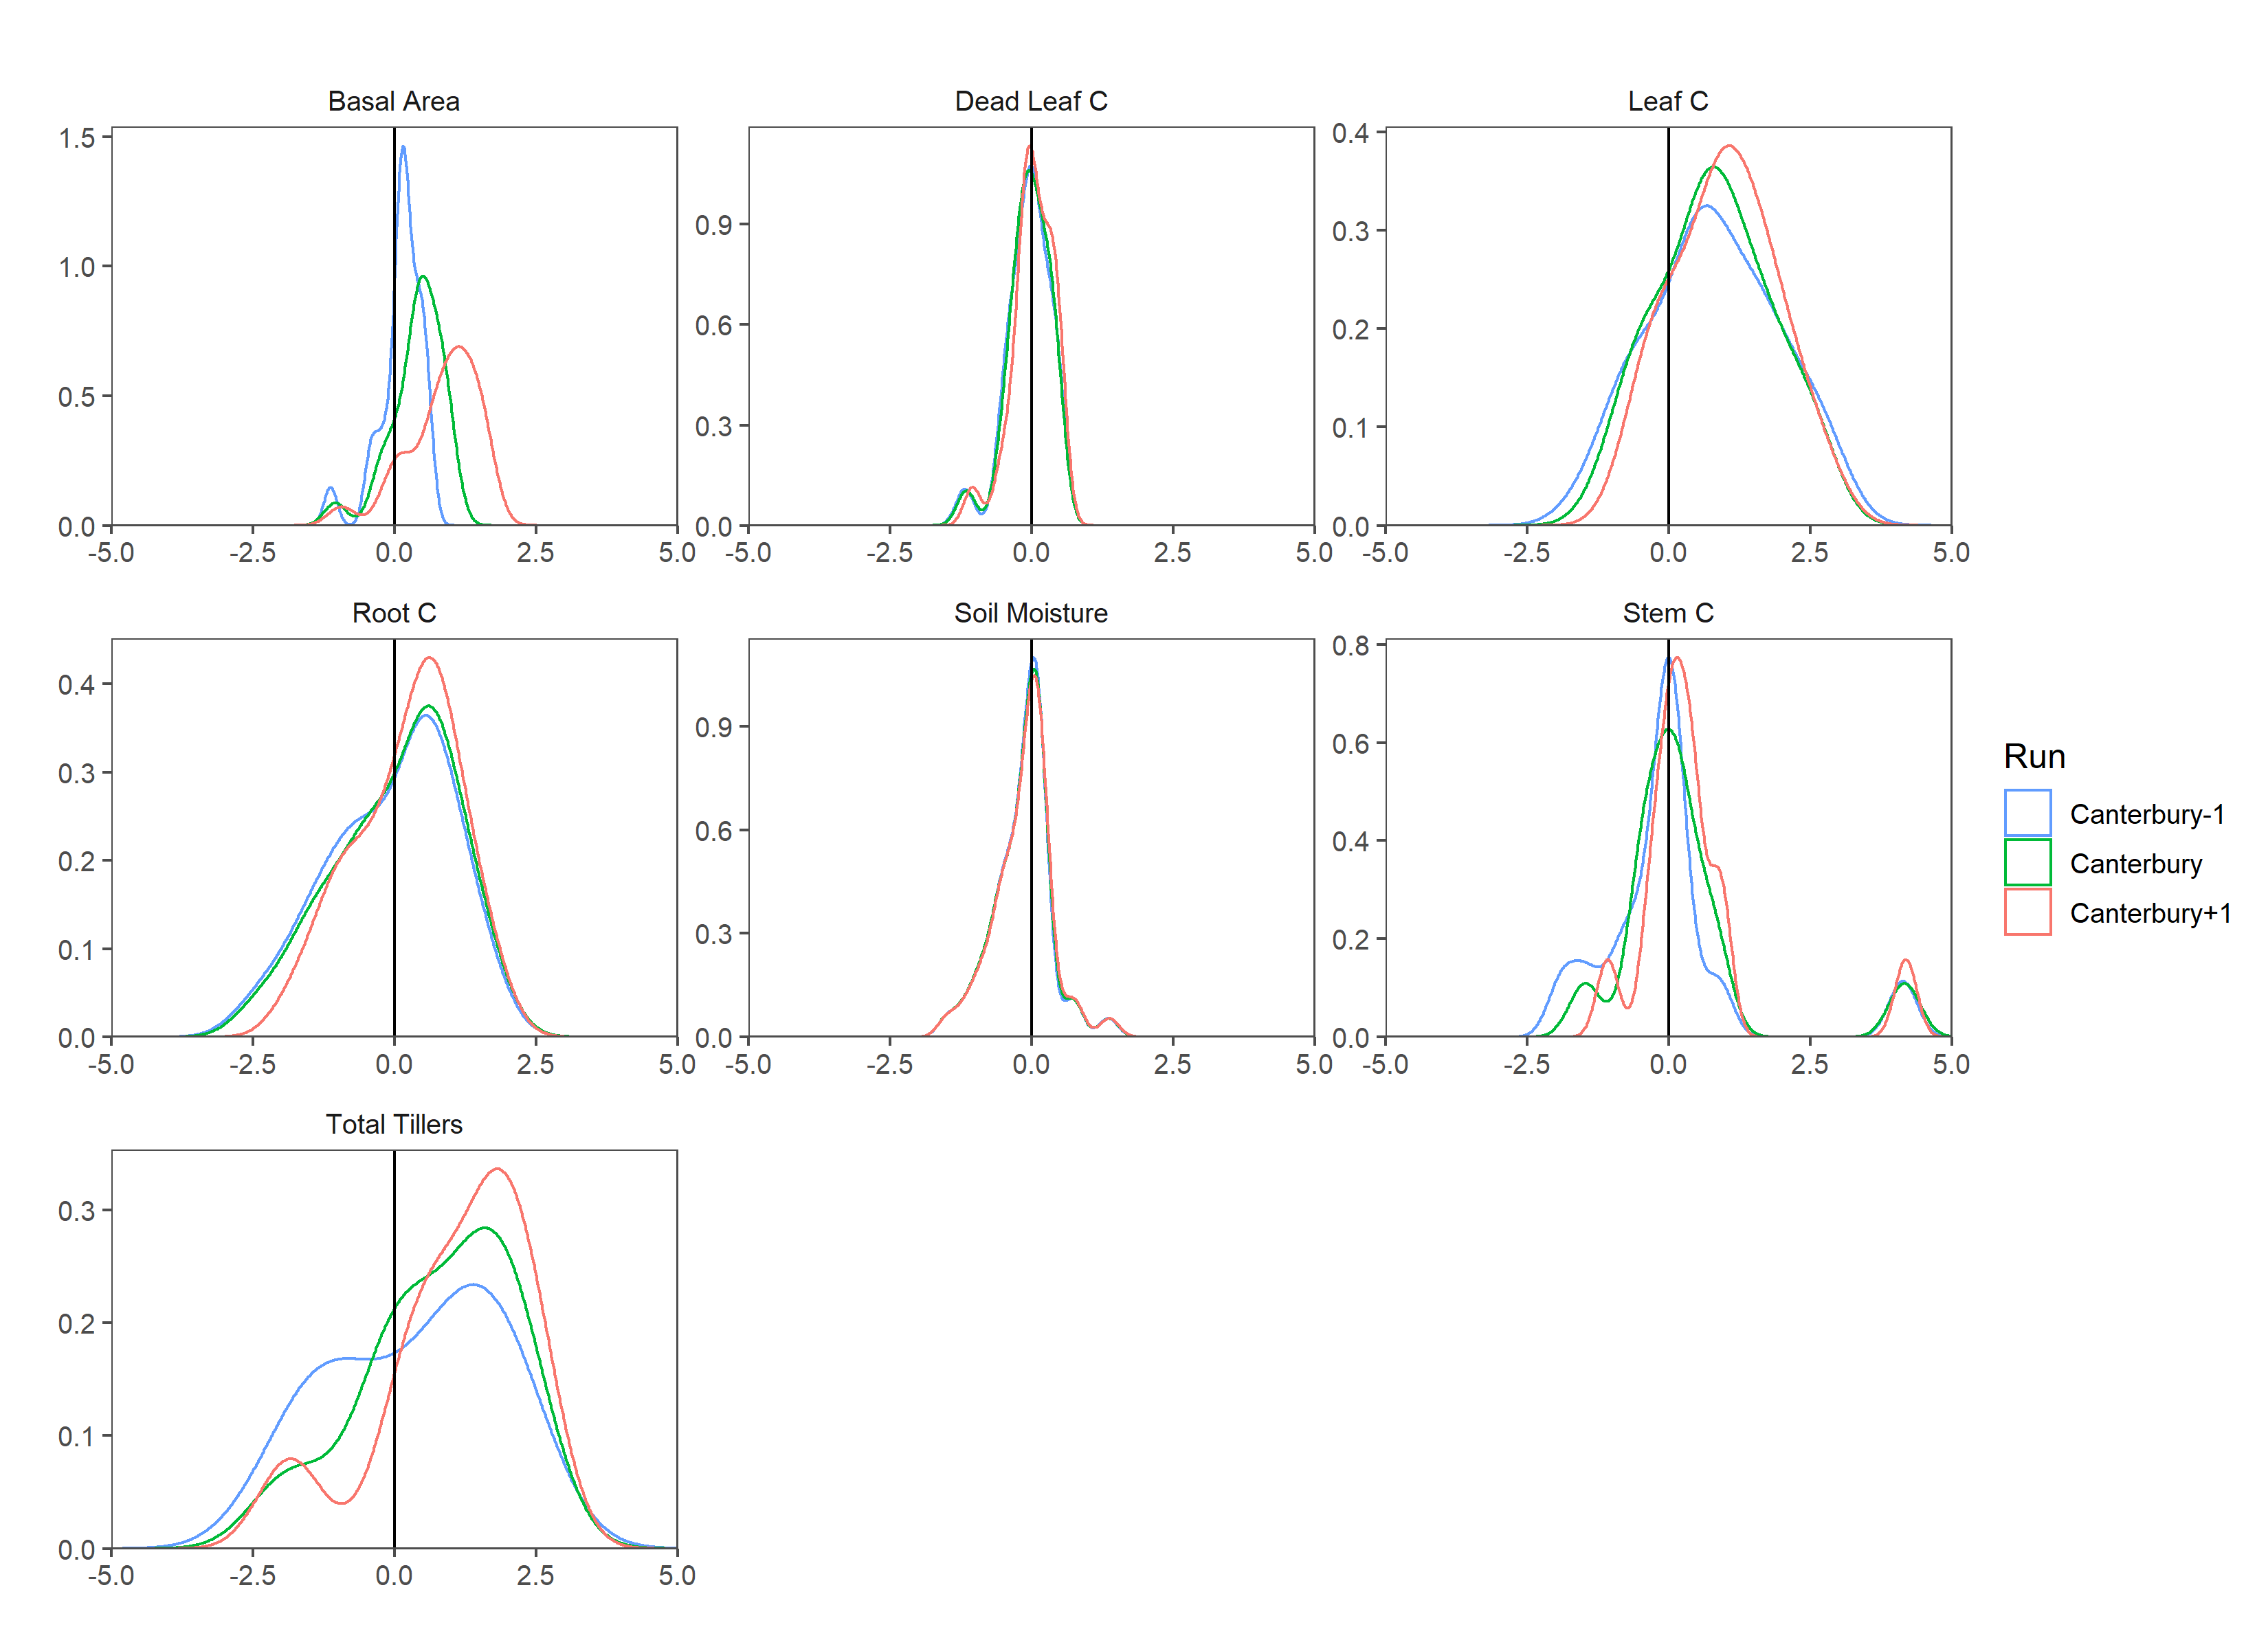 Basal Area
Dead Leaf C
Leaf C
1.5
1.0
0.5
0.0
0.9
0.6
0.3
0.0
0.4
0.3
0.2
0.1
0.0
-5.0 -2.5 0.0 2.5 5.0
-5.0 -2.5 0.0 2.5 5.0
-5.0 -2.5 0.0 2.5 5.0
Root C
Soil Moisture
Stem C
0.4
0.3
0.2
0.1
0.0
0.9
0.6
0.3
0.0
0.8
0.6
0.4
0.2
0.0
-5.0 -2.5 0.0 2.5 5.0
-5.0 -2.5 0.0 2.5 5.0
-5.0 -2.5 0.0 2.5 5.0
Total Tillers
0.3
0.2
0.1
0.0
-5.0 -2.5 0.0 2.5 5.0
Run
Canterbury-1
Canterbury
Canterbury+1